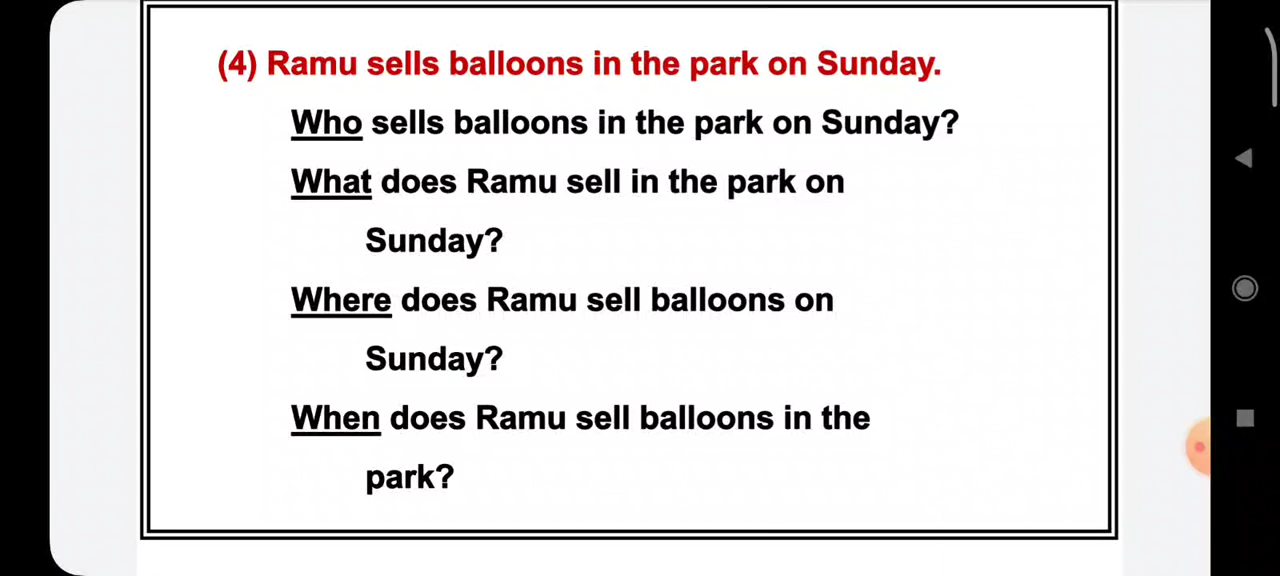 (4) Ramu sells balloons in the park on Sunday.
Who sells balloons in the park on Sunday?
What does Ramu sell in the park on
Sunday?
Where does Ramu sell balloons on
Sunday?
When does Ramu sell balloons in the
park?